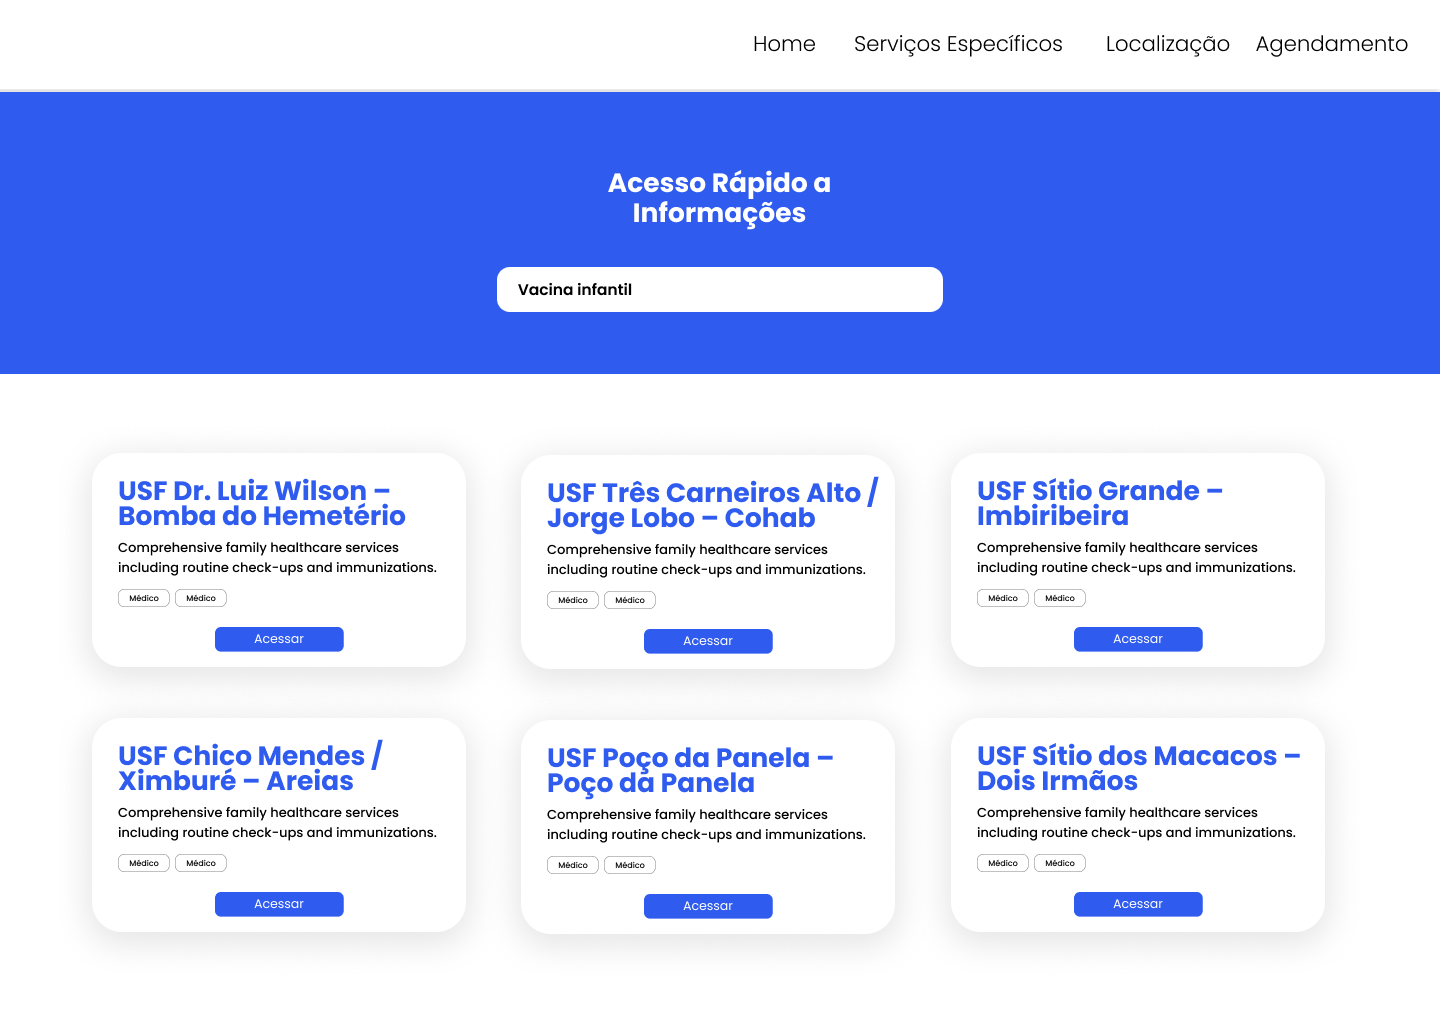 Home Serviços Específicos Localização Agendamento
Acesso Rápido a
Informações
Vacina infantil
USF Dr. Luiz Wilson –
Bomba do Hemetério
Comprehensive family healthcare services
including routine check-ups and immunizations.
Médico Médico
Acessar
USF Três Carneiros Alto /
Jorge Lobo – Cohab
Comprehensive family healthcare services
including routine check-ups and immunizations.
Médico Médico
Acessar
USF Sítio Grande –
Imbiribeira
Comprehensive family healthcare services
including routine check-ups and immunizations.
Médico Médico
Acessar
USF Chico Mendes /
Ximburé – Areias
Comprehensive family healthcare services
including routine check-ups and immunizations.
Médico Médico
Acessar
USF Poço da Panela –
Poço da Panela
Comprehensive family healthcare services
including routine check-ups and immunizations.
Médico Médico
Acessar
USF Sítio dos Macacos –
Dois Irmãos
Comprehensive family healthcare services
including routine check-ups and immunizations.
Médico Médico
Acessar